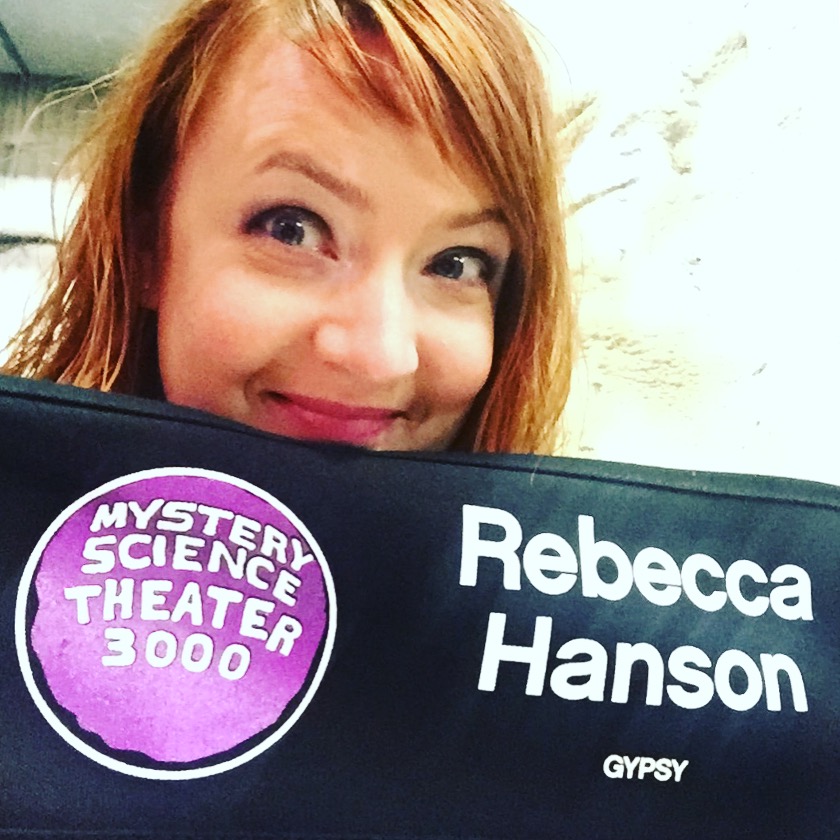 MYSTERY
SCIENCE
THEATER
3000
Rebecca
Hanson
GYPSY